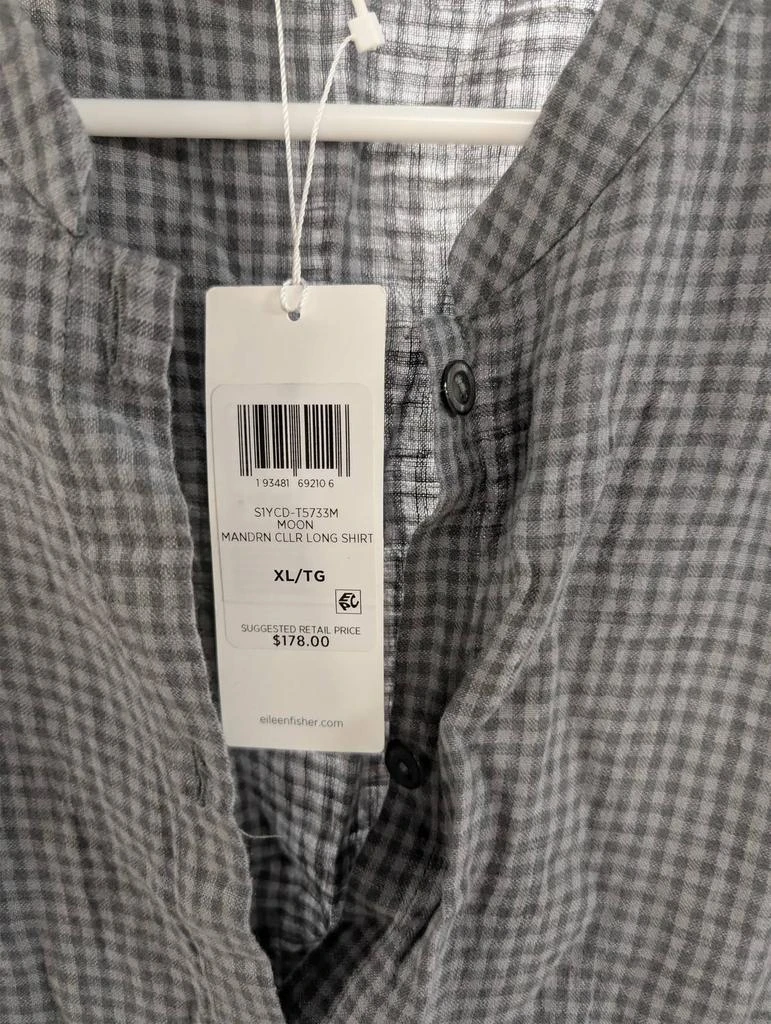 1 93481 69210 6
S1YCD-T5733M
MOON
MANDRN CLLR LONG SHIRT
XL/TG
SUGGESTED RETAIL PRICE
$178.00
eileenfisher.com